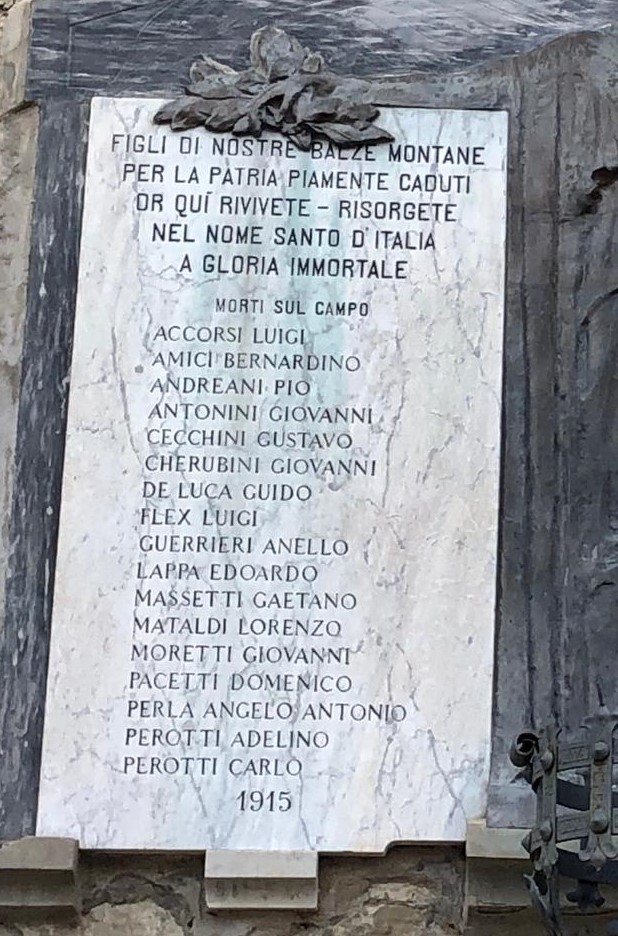 FIGLI DI NOSTRE BALZE MONTANE
PER LA PATRIA PIAMENTE CADUTI
OR QUÍ RIVIVETE - RISORGETE
NEL NOME SANTO D'ITALIA
A GLORIA IMMORTALE
MORTI SUL CAMPO
ACCORSI LUIGI
AMICI BERNARDINO
ANDREANI PIO
ANTONINI GIOVANNI
CECCHINI GUSTAVO
CHERUBINI GIOVANNI
DE LUCA GUIDO
FLEX LUIGI
GUERRIERI ANELLO
LAPPA EDOARDO
MASSETTI GAETANO
MATALDI LORENZO
MORETTI GIOVANNI
PACETTI DOMENICO
PERLA ANGELO ANTONIO
PEROTTI ADELINO
PEROTTI CARLO
1915